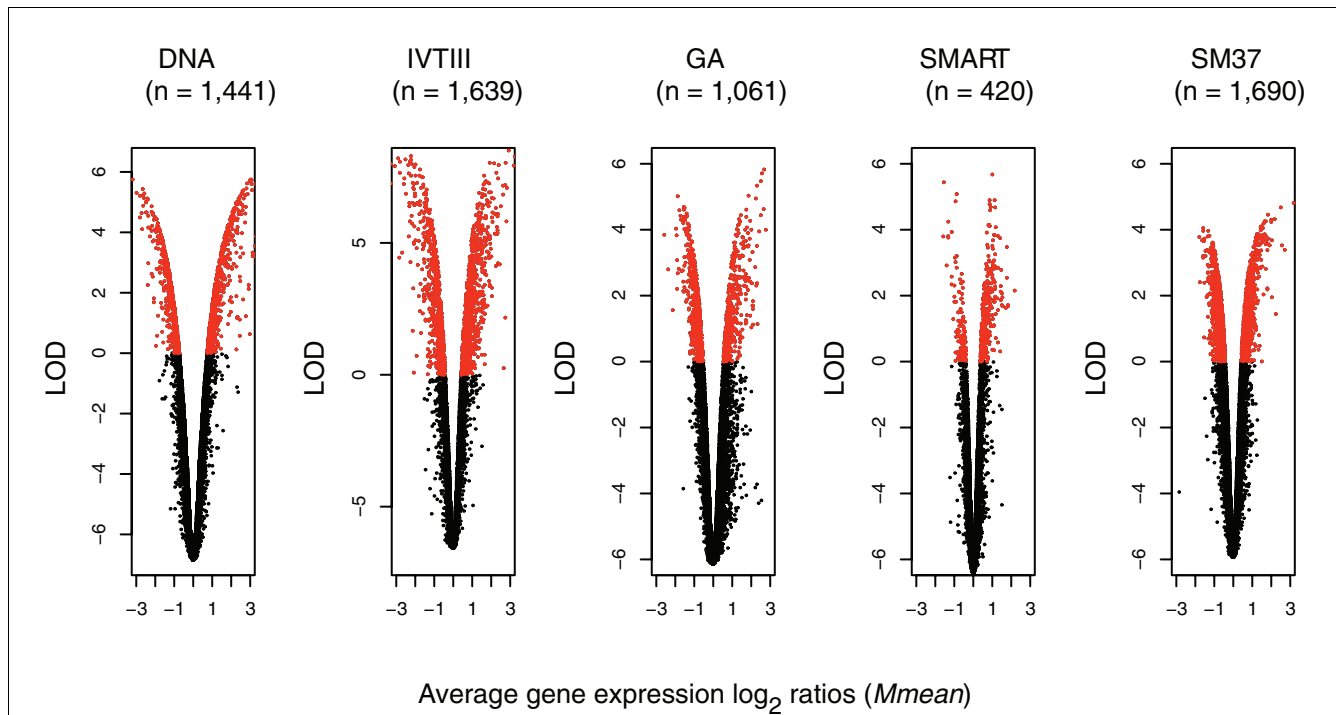 DNA
(n = 1,441)
IVTIII
(n = 1,639)
GA
(n = 1,061)
SMART
(n = 420)
SM37
(n = 1,690)
LOD
6
4
2
0
−2
−4
−6
−3 −1 1 3
LOD
5
0
−5
−3 −1 1 3
LOD
6
4
2
0
−2
−4
−6
−3 −1 1 3
LOD
6
4
2
0
−2
−4
−6
−3 −1 1 3
LOD
6
4
2
0
−2
−4
−6
−3 −1 1 3
Average gene expression log2 ratios (Mmean)